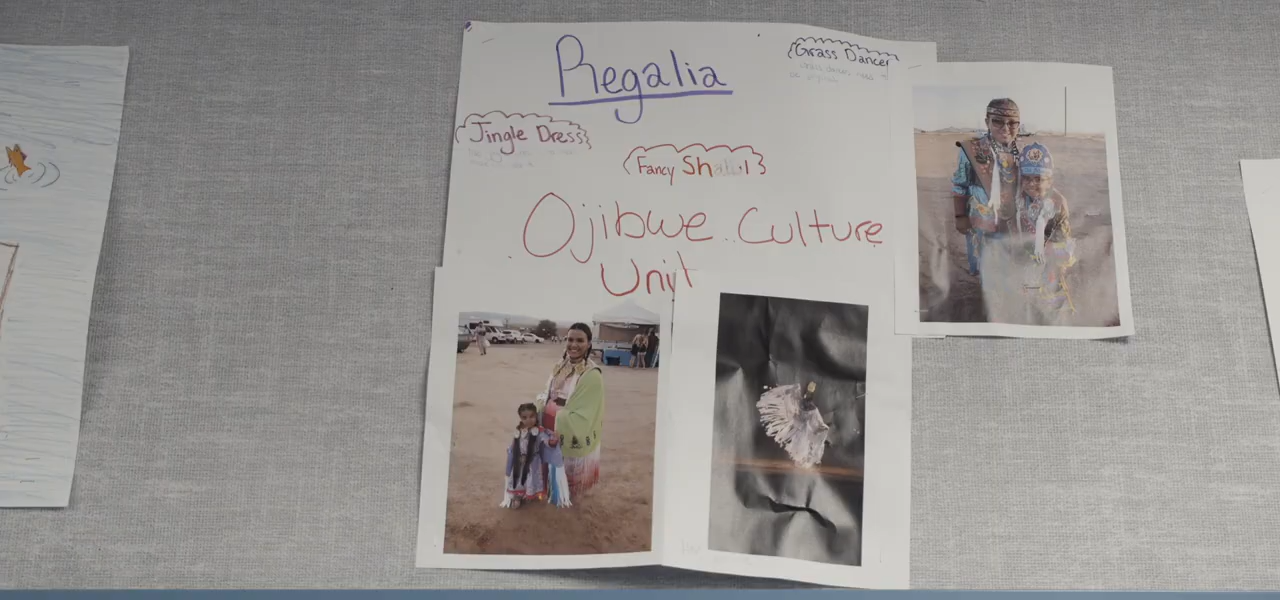 Regalia
Grass Dancer
Jingle Dress
Fancy Shawl
Ojibwe Culture
Unit